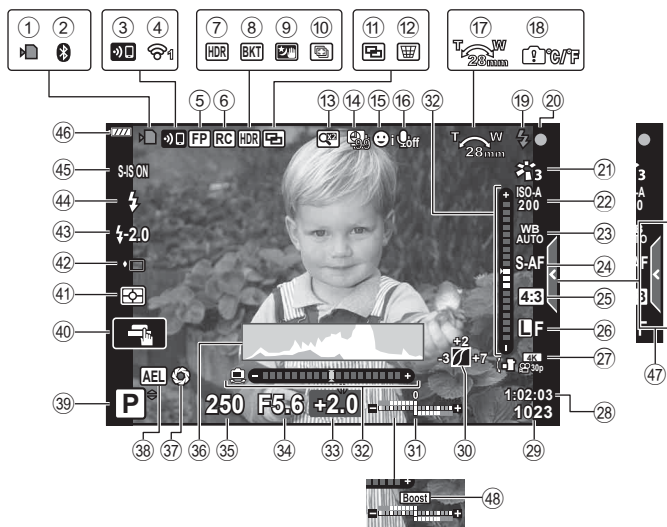 ① ② ③ ④ ⑦ ⑧ ⑨ ⑩ ⑪ ⑫ ⑰ ⑱
HDR BKT T W 28mm °C/°F
⑤ ⑥ ⑬ ⑭ ⑮ ⑯ ㉜ ⑲ ⑳
㊻ FP RC HDR X2 i off T W 28mm
㊺ S-IS ON 3 ㉑
㊹ ISO-A 200 ㉒
㊸ -2.0 WB AUTO ㉓
㊷ S-AF ㉔
㊶ 4:3 ㉕
㊵ L F ㉖
+2
-3 +7 4K 30p ㉗
㊼
AEL 1:02:03 ㉘
㊴ P 250 F5.6 +2.0 0 1023
㊳ ㊲ ㊱ ㉟ ㉞ ㉝ ㉜ ㉛ ㉚ ㉙
Boost ㊽